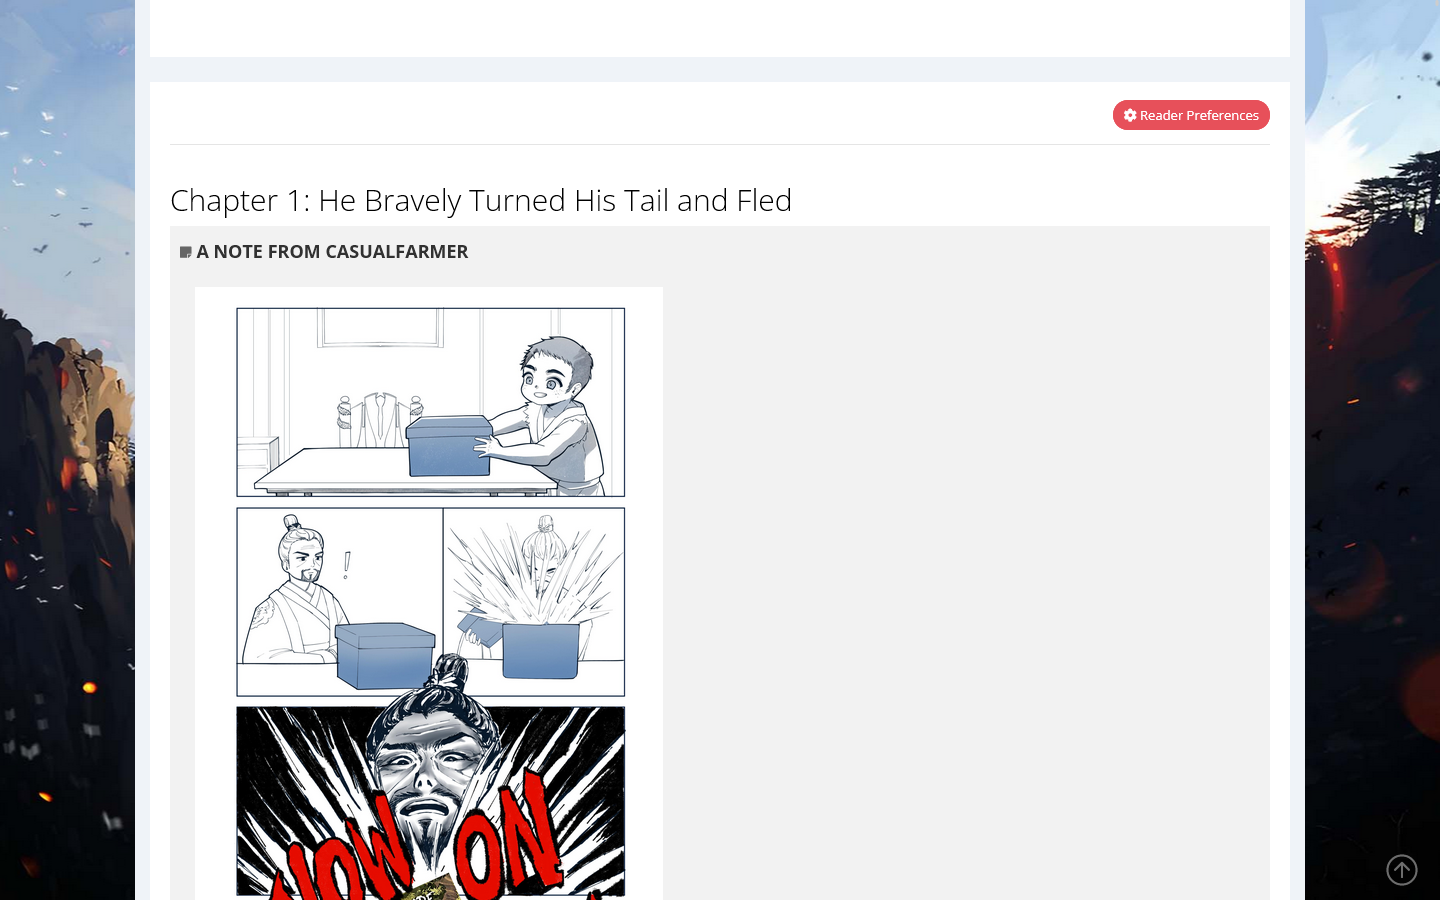 Reader Preferences
Chapter 1: He Bravely Turned His Tail and Fled
A NOTE FROM CASUALFARMER
!
NOW ON